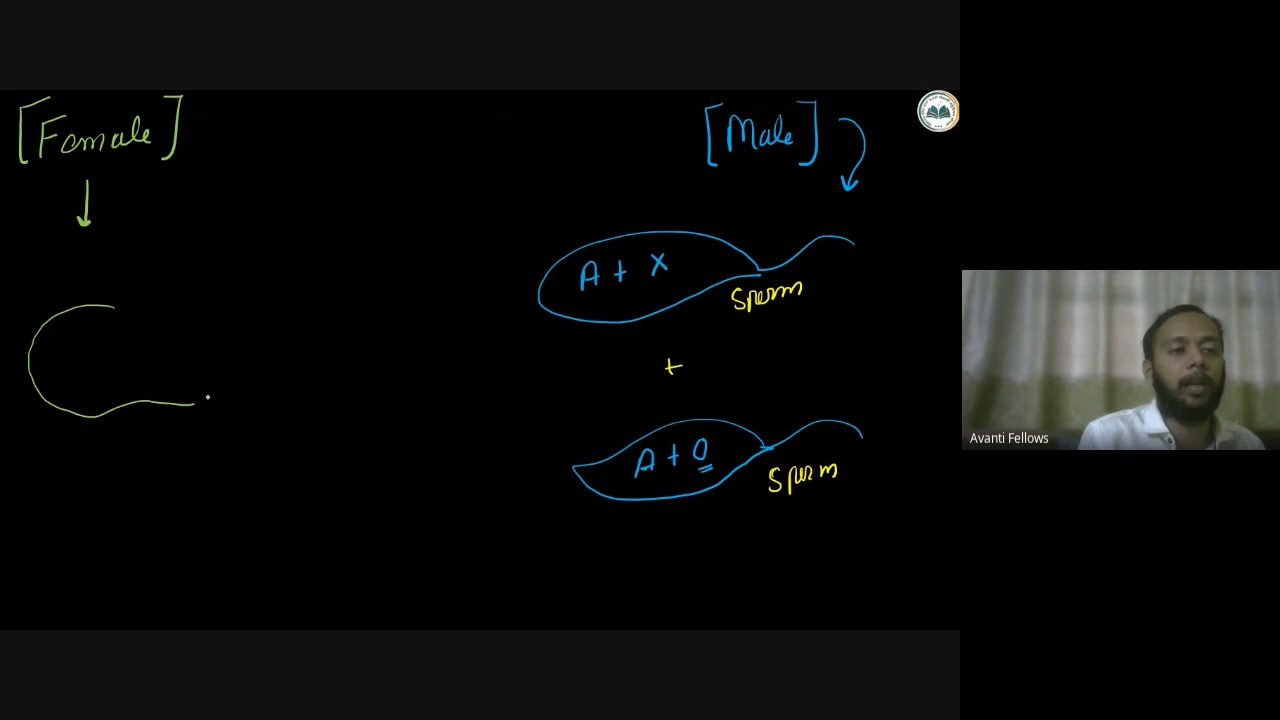 [Female]
[Male]
A + X
Sperm
+
A + O
Sperm
Avanti Fellows